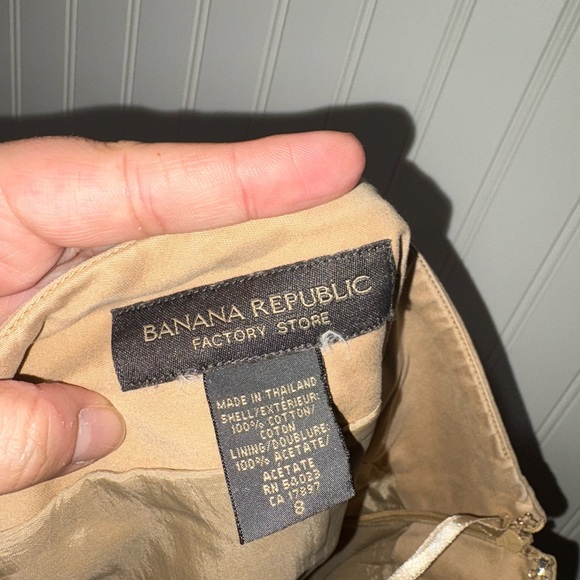 BANANA REPUBLIC
FACTORY STORE
MADE IN THAILAND
SHELL/EXTÉRIEUR:
100% COTTON/
COTON
LINING/DOUBLURE:
100% ACETATE/
ACETATE
RN 54023
CA 17897
8